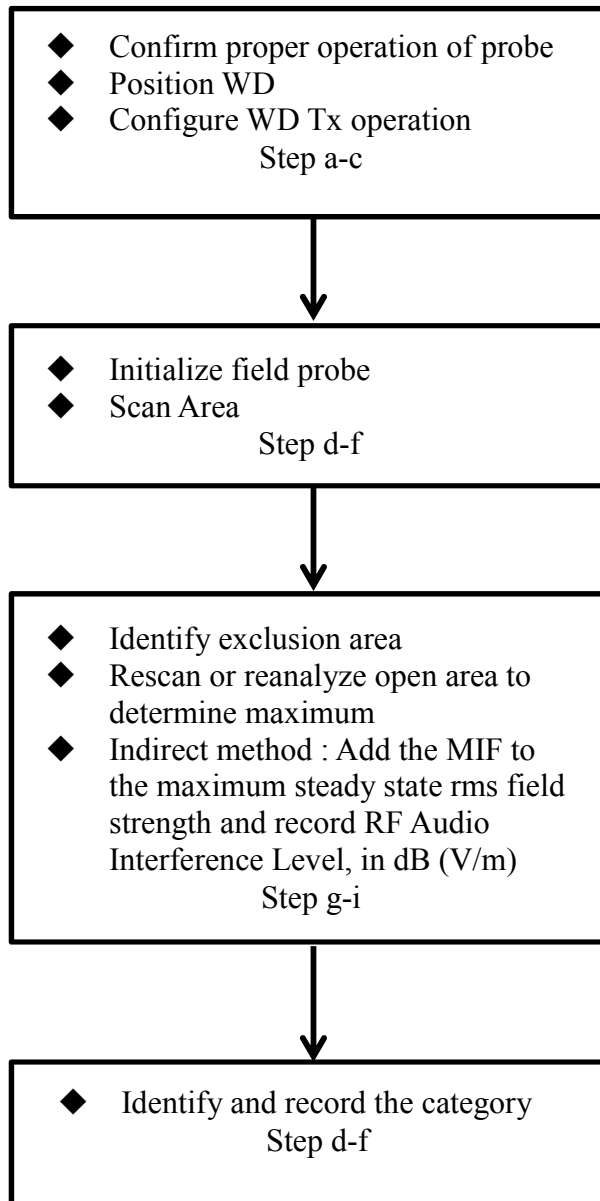 ◆ Confirm proper operation of probe
◆ Position WD
◆ Configure WD Tx operation
Step a-c
◆ Initialize field probe
◆ Scan Area
Step d-f
◆ Identify exclusion area
◆ Rescan or reanalyze open area to
determine maximum
◆ Indirect method : Add the MIF to
the maximum steady state rms field
strength and record RF Audio
Interference Level, in dB (V/m)
Step g-i
◆ Identify and record the category
Step d-f